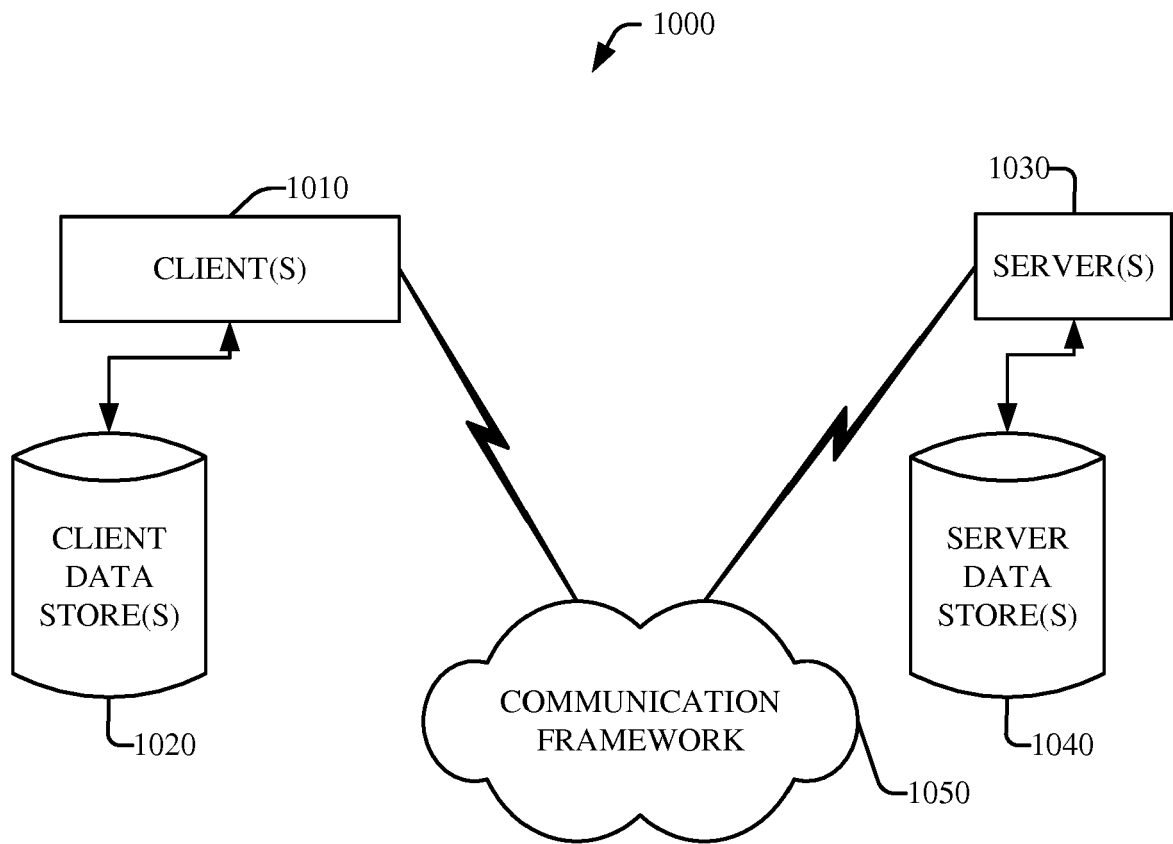 1000
1010
1030
CLIENT(S)
SERVER(S)
CLIENT
DATA
STORE(S)
SERVER
DATA
STORE(S)
COMMUNICATION
FRAMEWORK
1020
1040
1050